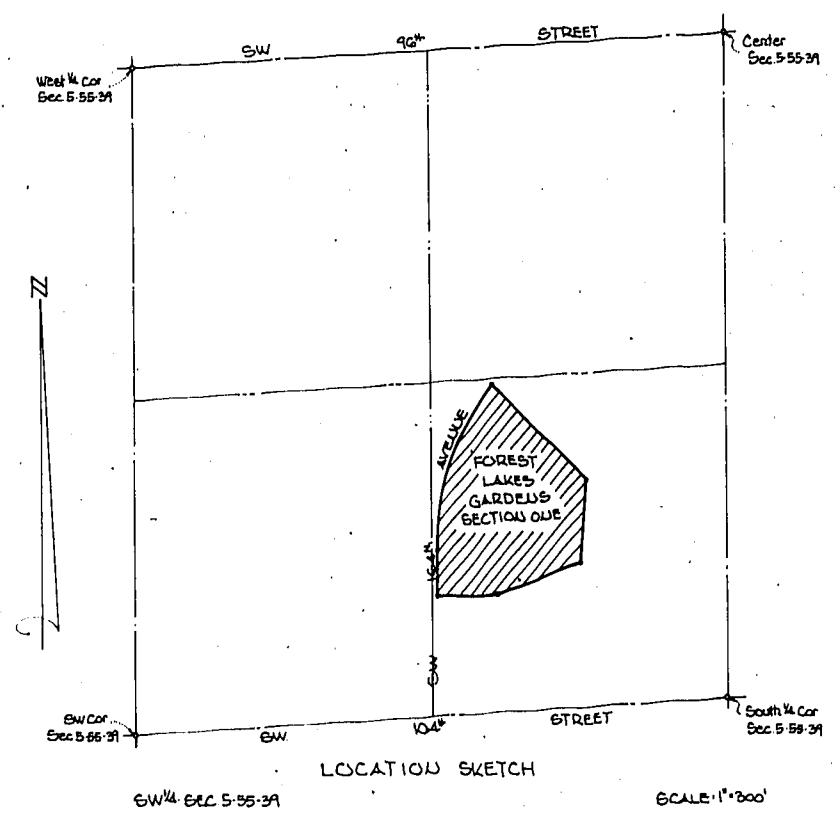 SW 96th STREET
Center
Sec. 5-55-39
West 1/4 Cor
Sec. 5-55-39
N
AVENUE
FOREST
LAKES
GARDENS
SECTION ONE
164th
SW
SW Cor.
Sec. 5-55-39
SW. 104th STREET
South 1/4 Cor
Sec. 5-55-39
LOCATION SKETCH
SW 1/4 SEC. 5-55-39
SCALE: 1"=300'